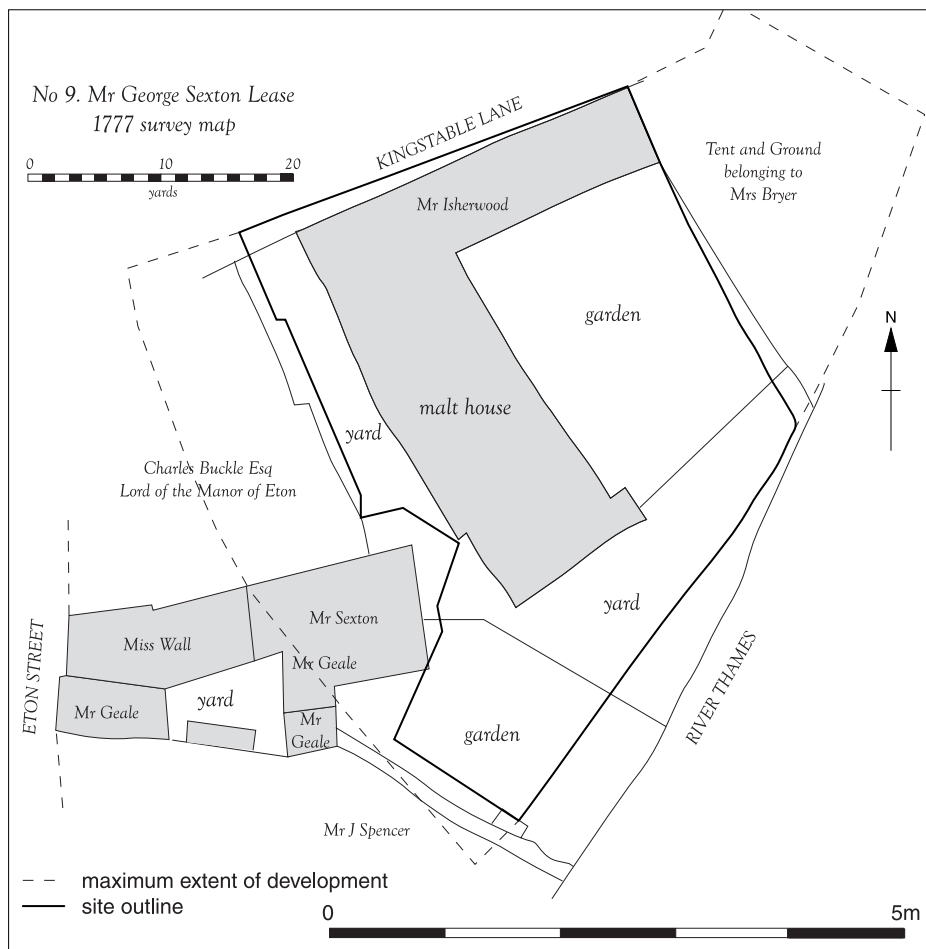 No 9. Mr George Sexton Lease
1777 survey map
0 10 20
yards
KINGSTABLE LANE
Tent and Ground
belonging to
Mrs Bryer
Mr Isherwood
garden
N
malt house
yard
Charles Buckle Esq
Lord of the Manor of Eton
yard
Mr Sexton
Miss Wall
Mr Geale
ETON STREET
yard
Mr Geale
Mr
Geale
garden
RIVER THAMES
Mr J Spencer
maximum extent of development
site outline
0 5m